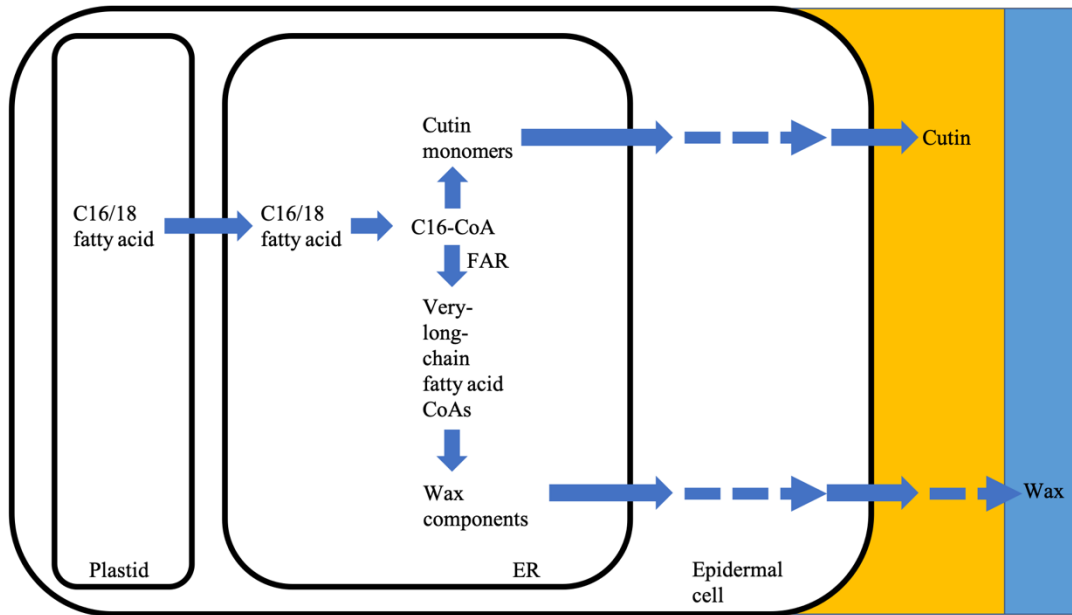 Cutin
monomers
Cutin
C16/18
fatty acid
C16/18
fatty acid
C16-CoA
FAR
Very-
long-
chain
fatty acid
CoAs
Wax
components
Wax
Plastid
ER
Epidermal
cell